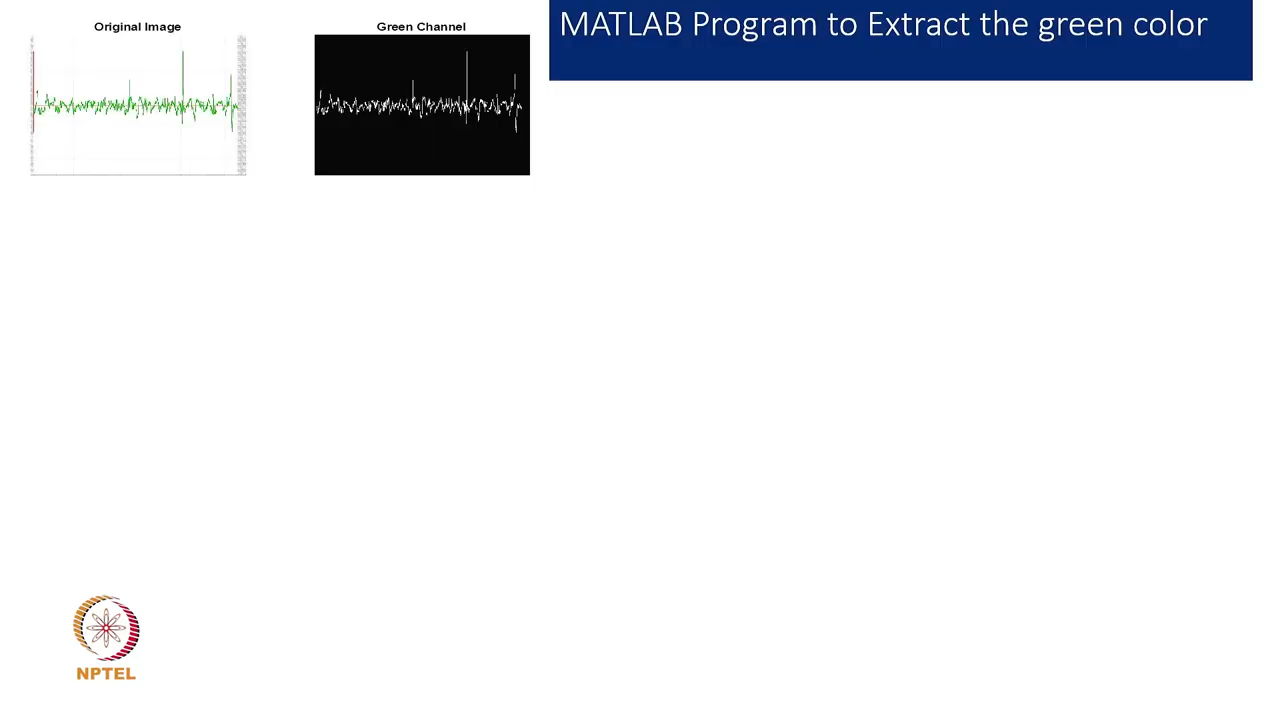 Original Image
Green Channel
MATLAB Program to Extract the green color
NPTEL